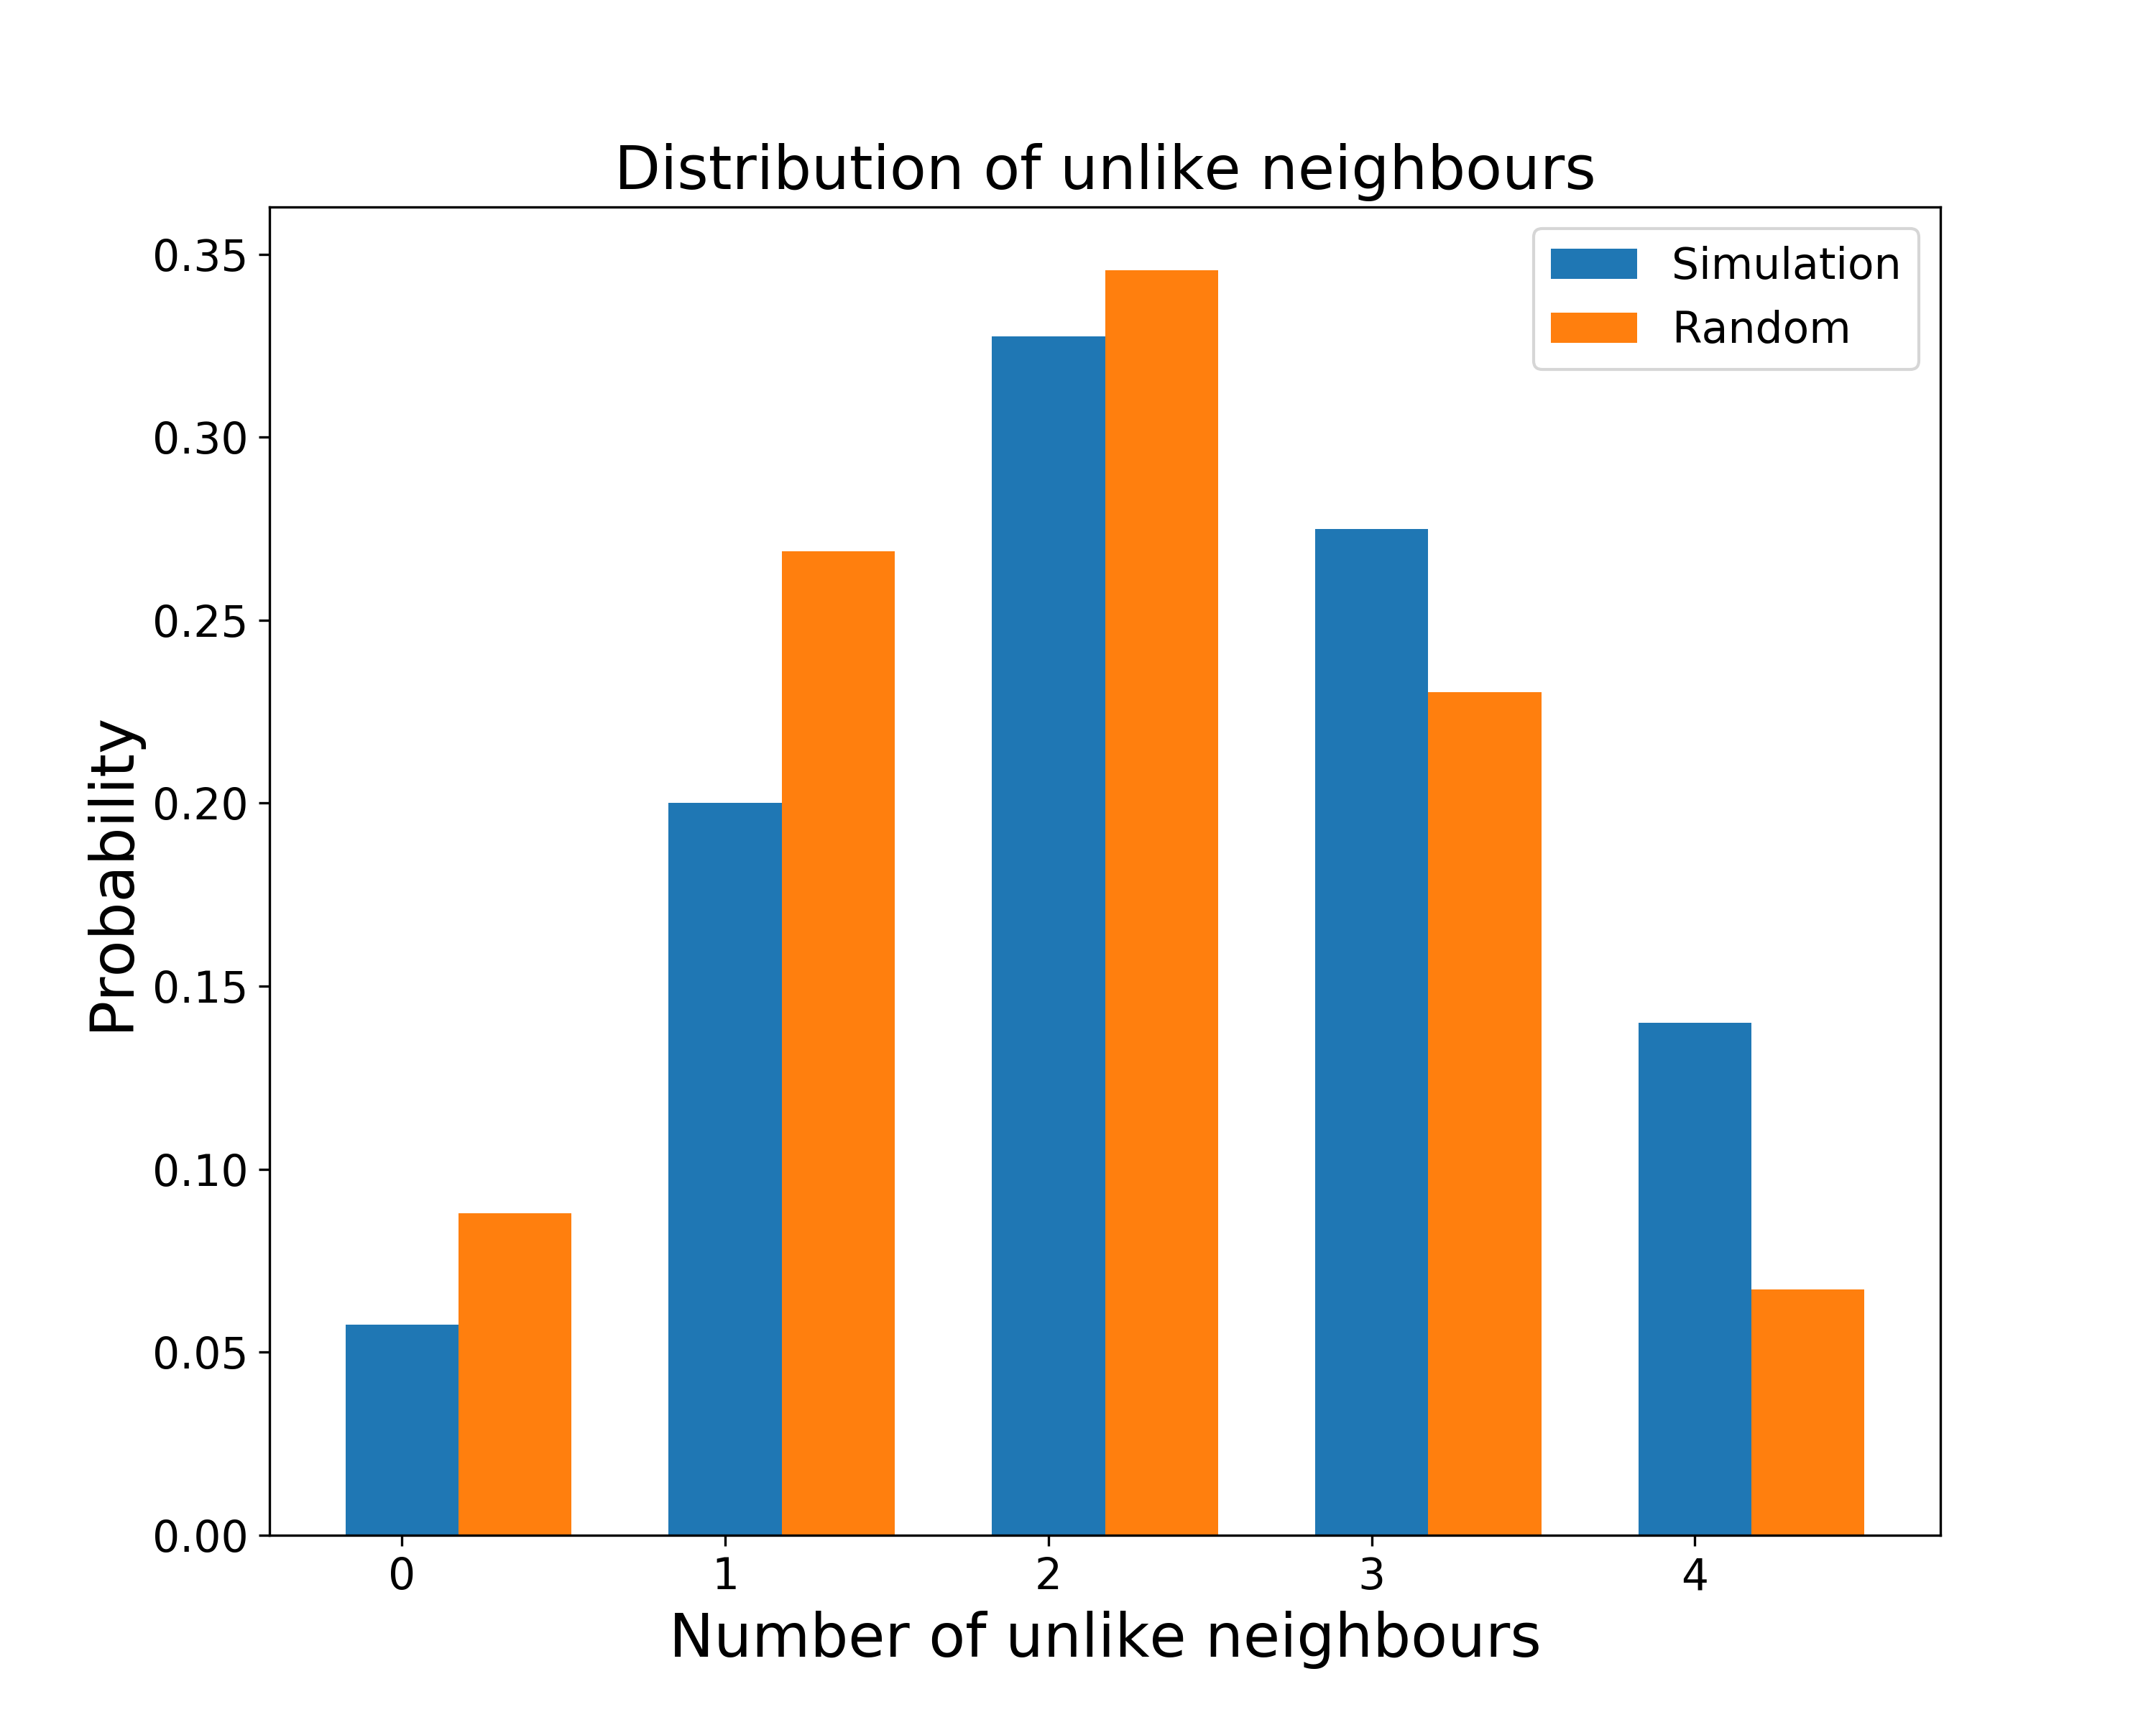 Distribution of unlike neighbours
Simulation
Random
0.35
0.30
0.25
0.20
0.15
0.10
0.05
0.00
Probability
0 1 2 3 4
Number of unlike neighbours